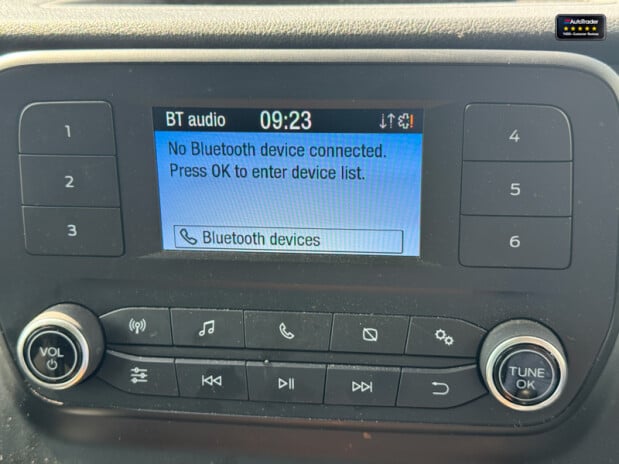 AutoTrader
BT audio 09:23
No Bluetooth device connected.
Press OK to enter device list.
Bluetooth devices
1
2
3
4
5
6
VOL
TUNE
OK